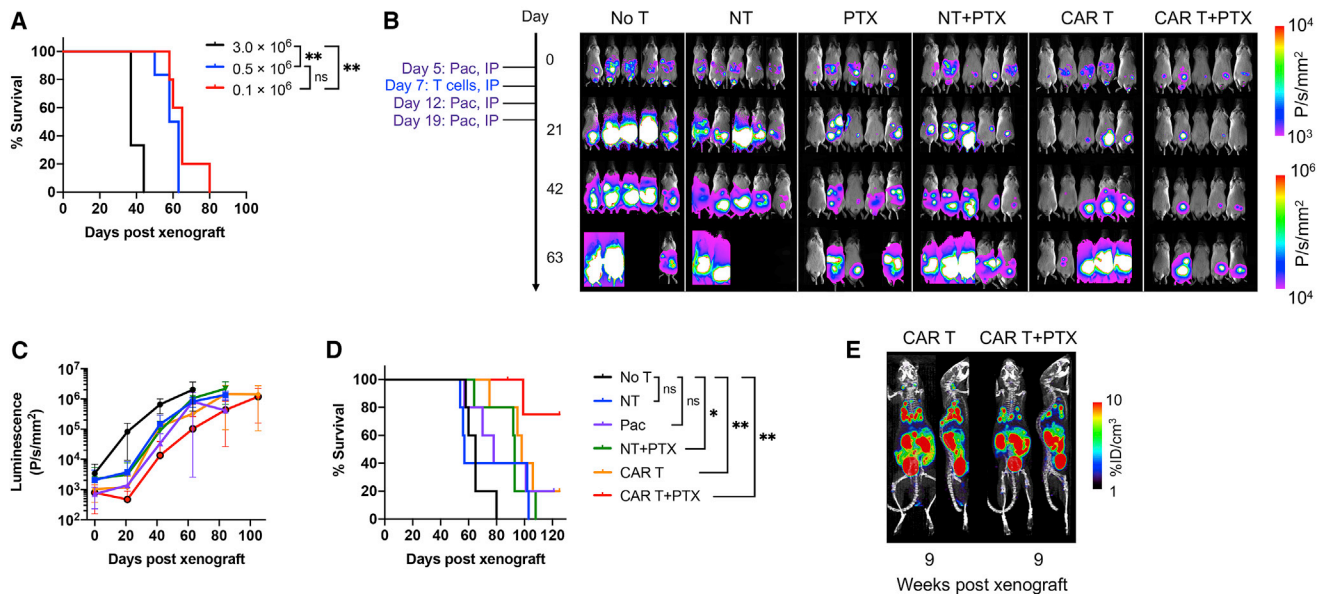 A
% Survival
100
80
60
40
20
0
0 20 40 60 80 100
Days post xenograft
3.0 × 10⁶
0.5 × 10⁶
0.1 × 10⁶
**
ns
**
B
Day
No T NT PTX NT+PTX CAR T CAR T+PTX
0
Day 5: Pac, IP
Day 7: T cells, IP
Day 12: Pac, IP
Day 19: Pac, IP
21
42
63
10⁴
P/s/mm²
10³
10⁶
P/s/mm²
10⁴
C
Luminescence
(P/s/mm²)
10⁷
10⁶
10⁵
10⁴
10³
10²
0 20 40 60 80 100
Days post xenograft
D
% Survival
100
80
60
40
20
0
0 20 40 60 80 100 120
Days post xenograft
No T
NT
Pac
NT+PTX
CAR T
CAR T+PTX
ns
ns
*
**
**
E
CAR T CAR T+PTX
10
%ID/cm³
1
9 9
Weeks post xenograft